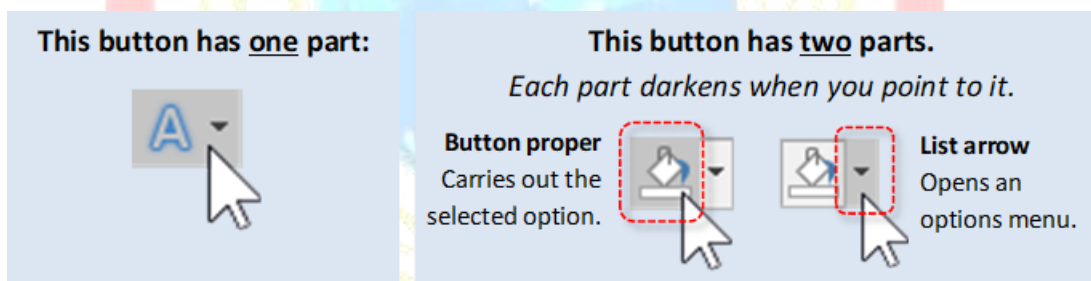 This button has one part:
A
This button has two parts.
Each part darkens when you point to it.
Button proper
Carries out the
selected option.
List arrow
Opens an
options menu.